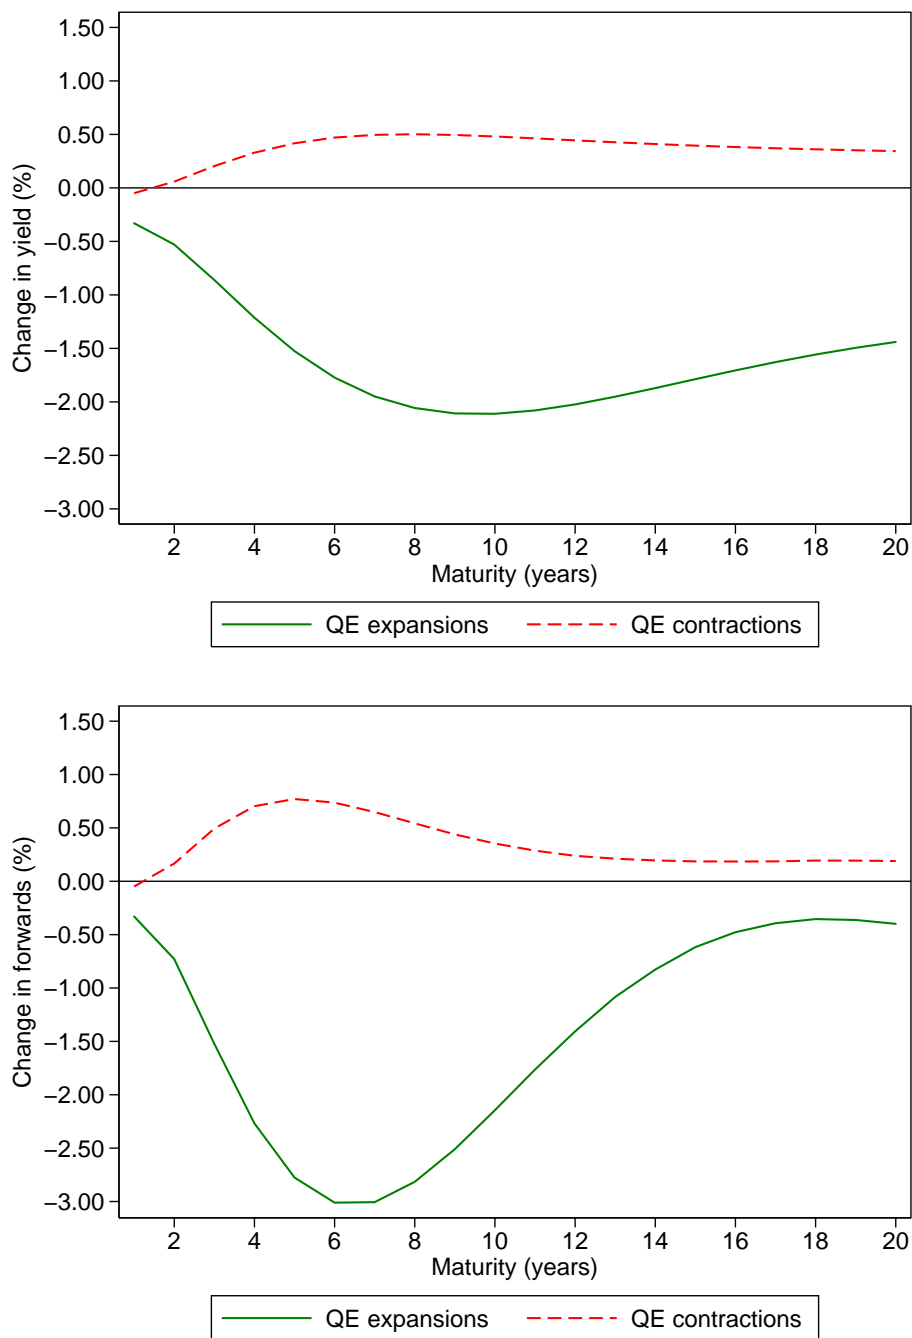 1.50
1.00
0.50
0.00
−0.50
−1.00
−1.50
−2.00
−2.50
−3.00
Change in yield (%)
2 4 6 8 10 12 14 16 18 20
Maturity (years)
QE expansions QE contractions
1.50
1.00
0.50
0.00
−0.50
−1.00
−1.50
−2.00
−2.50
−3.00
Change in forwards (%)
2 4 6 8 10 12 14 16 18 20
Maturity (years)
QE expansions QE contractions